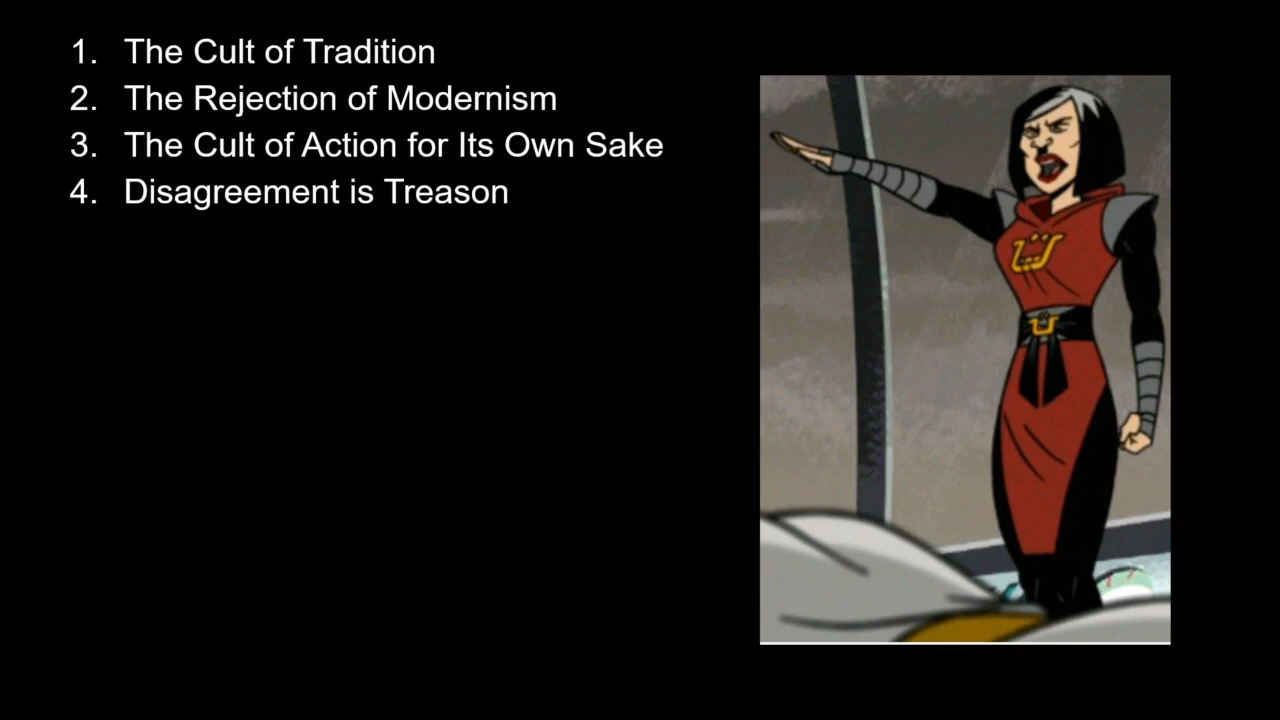 1. The Cult of Tradition
2. The Rejection of Modernism
3. The Cult of Action for Its Own Sake
4. Disagreement is Treason